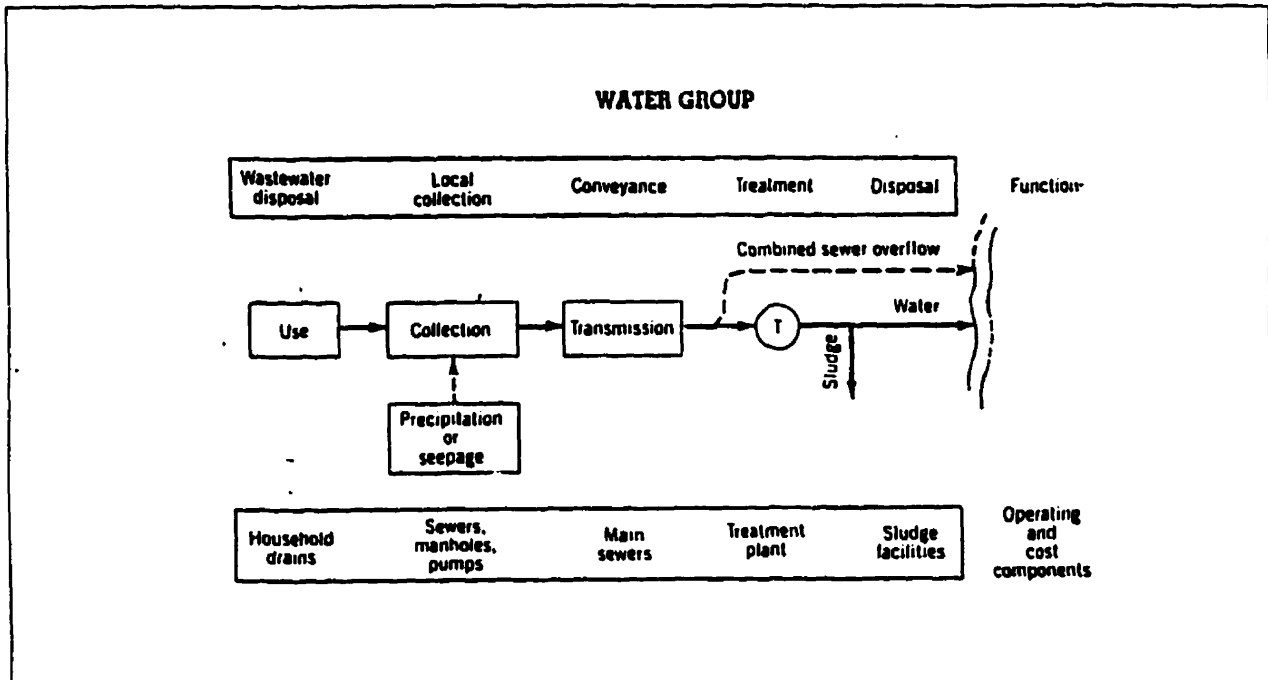 WATER GROUP
Wastewater
disposal
Local
collection
Conveyance
Treatment
Disposal
Function
Combined sewer overflow
Water
Use
Collection
Transmission
T
Sludge
Precipitation
or
seepage
Household
drains
Sewers,
manholes,
pumps
Main
sewers
Treatment
plant
Sludge
facilities
Operating
and
cost
components